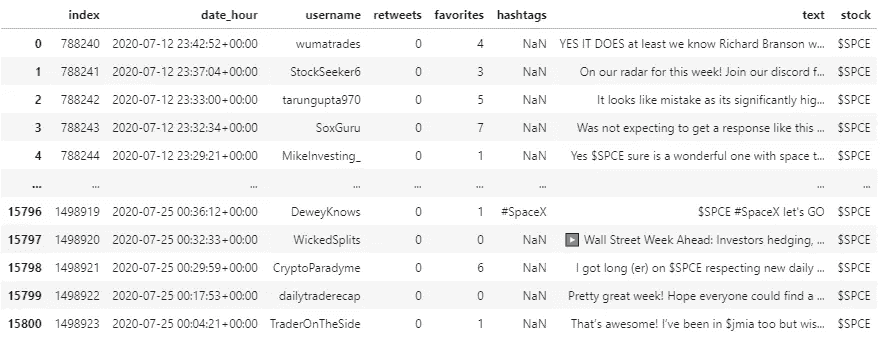 index date_hour username retweets favorites hashtags text stock
0 788240 2020-07-12 23:42:52+00:00 wumatrades 0 4 NaN YES IT DOES at least we know Richard Branson w... $SPCE
1 788241 2020-07-12 23:37:04+00:00 StockSeeker6 0 3 NaN On our radar for this week! Join our discord f... $SPCE
2 788242 2020-07-12 23:33:00+00:00 tarungupta970 0 5 NaN It looks like mistake as its significantly hig... $SPCE
3 788243 2020-07-12 23:32:34+00:00 SoxGuru 0 7 NaN Was not expecting to get a response like this ... $SPCE
4 788244 2020-07-12 23:29:21+00:00 MikeInvesting_ 0 1 NaN Yes $SPCE sure is a wonderful one with space t... $SPCE
... ... ... ... ... ... ... ... ...
15796 1498919 2020-07-25 00:36:12+00:00 DeweyKnows 0 1 #SpaceX $SPCE #SpaceX let's GO $SPCE
15797 1498920 2020-07-25 00:32:33+00:00 WickedSplits 0 0 NaN ▶ Wall Street Week Ahead: Investors hedging, ... $SPCE
15798 1498921 2020-07-25 00:29:59+00:00 CryptoParadyme 0 6 NaN I got long (er) on $SPCE respecting new daily ... $SPCE
15799 1498922 2020-07-25 00:17:53+00:00 dailytraderecap 0 0 NaN Pretty great week! Hope everyone could find a ... $SPCE
15800 1498923 2020-07-25 00:04:21+00:00 TraderOnTheSide 0 1 NaN That's awesome! I've been in $jmia too but wis... $SPCE